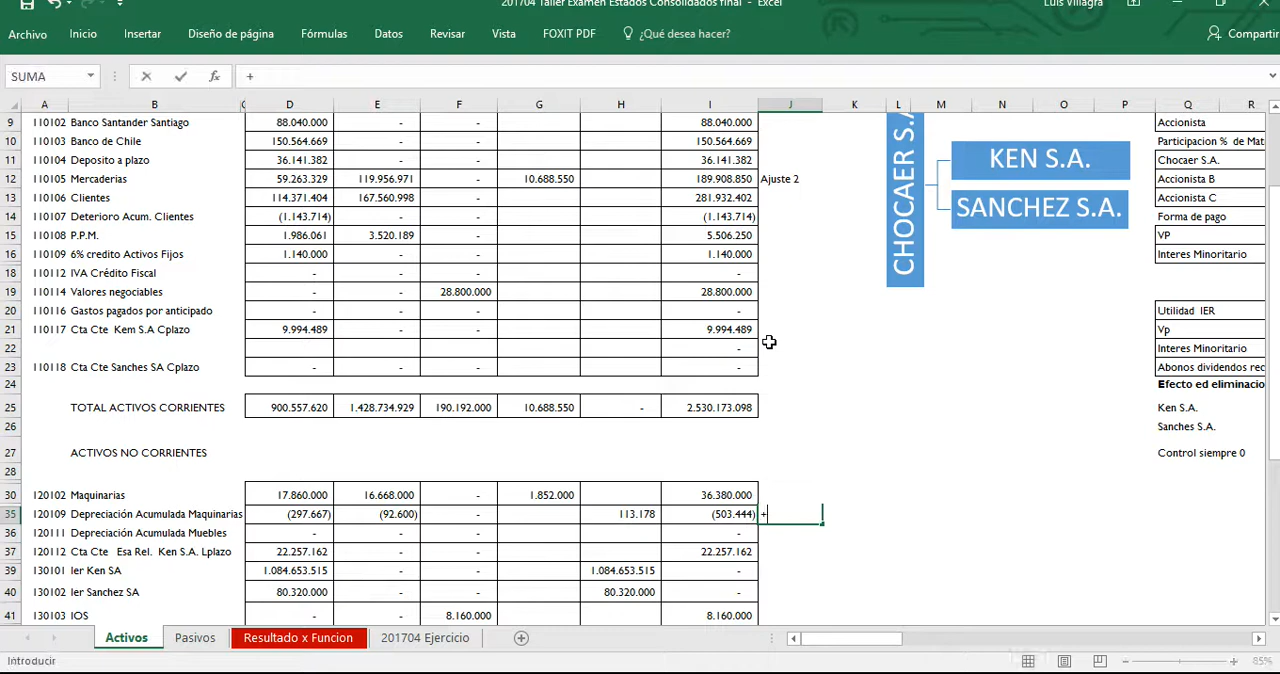 201704 Taller Examen Estados Consolidados final - Excel
Luis Villagra
Archivo Inicio Insertar Diseño de página Fórmulas Datos Revisar Vista FOXIT PDF ¿Qué desea hacer? Compartir
SUMA fx +
A B C D E F G H I J K L M N O P Q R
9 110102 Banco Santander Santiago 88.040.000 - - 88.040.000 Accionista
10 110103 Banco de Chile 150.564.669 - - 150.564.669 Participacion % de Mat
11 110104 Deposito a plazo 36.141.382 - - 36.141.382 Chocaer S.A.
12 110105 Mercaderias 59.263.329 119.956.971 - 10.688.550 189.908.850 Ajuste 2 Accionista B
13 110106 Clientes 114.371.404 167.560.998 - 281.932.402 Accionista C
14 110107 Deterioro Acum. Clientes (1.143.714) - - (1.143.714) Forma de pago
15 110108 P.P.M. 1.986.061 3.520.189 - 5.506.250 VP
16 110109 6% credito Activos Fijos 1.140.000 - - 1.140.000 Interes Minoritario
18 110112 IVA Crédito Fiscal - - - -
19 110114 Valores negociables - - 28.800.000 28.800.000
20 110116 Gastos pagados por anticipado - - - - Utilidad IER
21 110117 Cta Cte Kem S.A Cplazo 9.994.489 - - 9.994.489 Vp
22 - Interes Minoritario
23 110118 Cta Cte Sanches SA Cplazo - - - - Abonos dividendos rec
24 Efecto ed eliminacio
25 TOTAL ACTIVOS CORRIENTES 900.557.620 1.428.734.929 190.192.000 10.688.550 - 2.530.173.098 Ken S.A.
26 Sanches S.A.
27 ACTIVOS NO CORRIENTES Control siempre 0
28
30 120102 Maquinarias 17.860.000 16.668.000 - 1.852.000 36.380.000
35 120109 Depreciación Acumulada Maquinarias (297.667) (92.600) - 113.178 (503.444) +
36 120111 Depreciación Acumulada Muebles - - - -
37 120112 Cta Cte Esa Rel. Ken S.A. Lplazo 22.257.162 - - 22.257.162
39 130101 Ier Ken SA 1.084.653.515 - - 1.084.653.515 -
40 130102 Ier Sanchez SA 80.320.000 - - 80.320.000 -
41 130103 IOS - - 8.160.000 8.160.000
CHOCAER S.A.
KEN S.A.
SANCHEZ S.A.
Activos Pasivos Resultado x Funcion 201704 Ejercicio
Introducir 85%